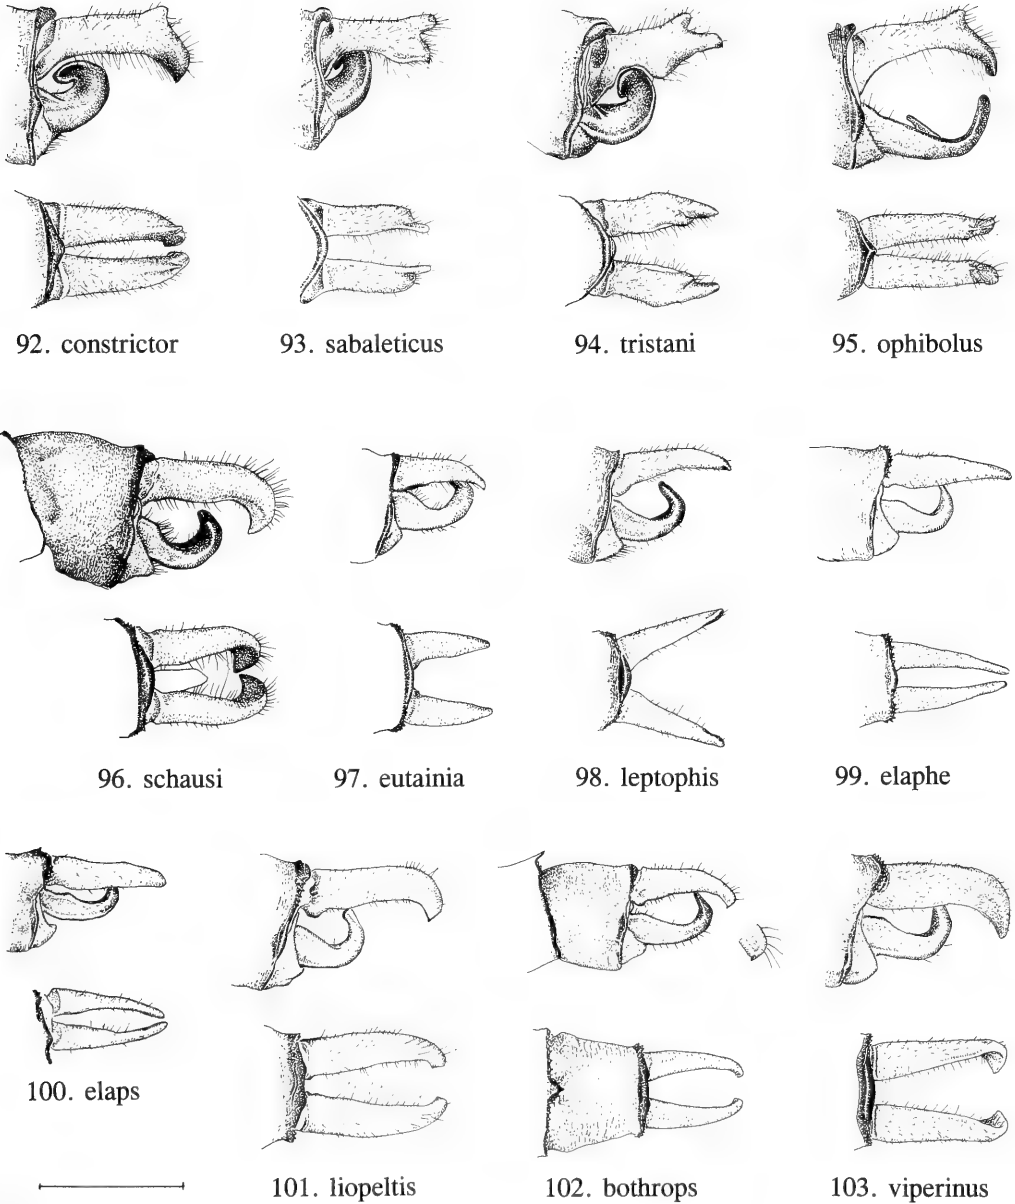 92. constrictor
93. sabaleticus
94. tristani
95. ophibolus
96. schausi
97. eutainia
98. leptophis
99. elaphe
100. elaps
101. liopeltis
102. bothrops
103. viperinus